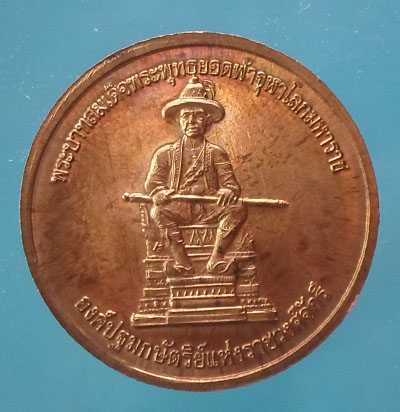 พระบาทสมเด็จพระพุทธยอดฟ้าจุฬาโลกมหาราช
องค์ปฐมกษัตริย์แห่งราชวงศ์จักรี